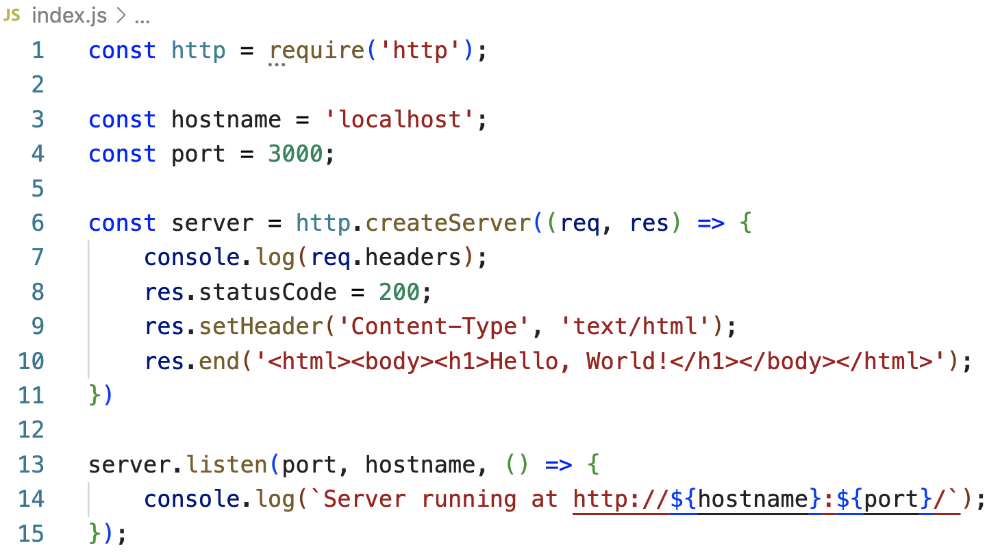 JS index.js > ...
1 const http = require('http');
2
3 const hostname = 'localhost';
4 const port = 3000;
5
6 const server = http.createServer((req, res) => {
7     console.log(req.headers);
8     res.statusCode = 200;
9     res.setHeader('Content-Type', 'text/html');
10     res.end('<html><body><h1>Hello, World!</h1></body></html>');
11 })
12
13 server.listen(port, hostname, () => {
14     console.log(`Server running at http://${hostname}:${port}/`);
15 });